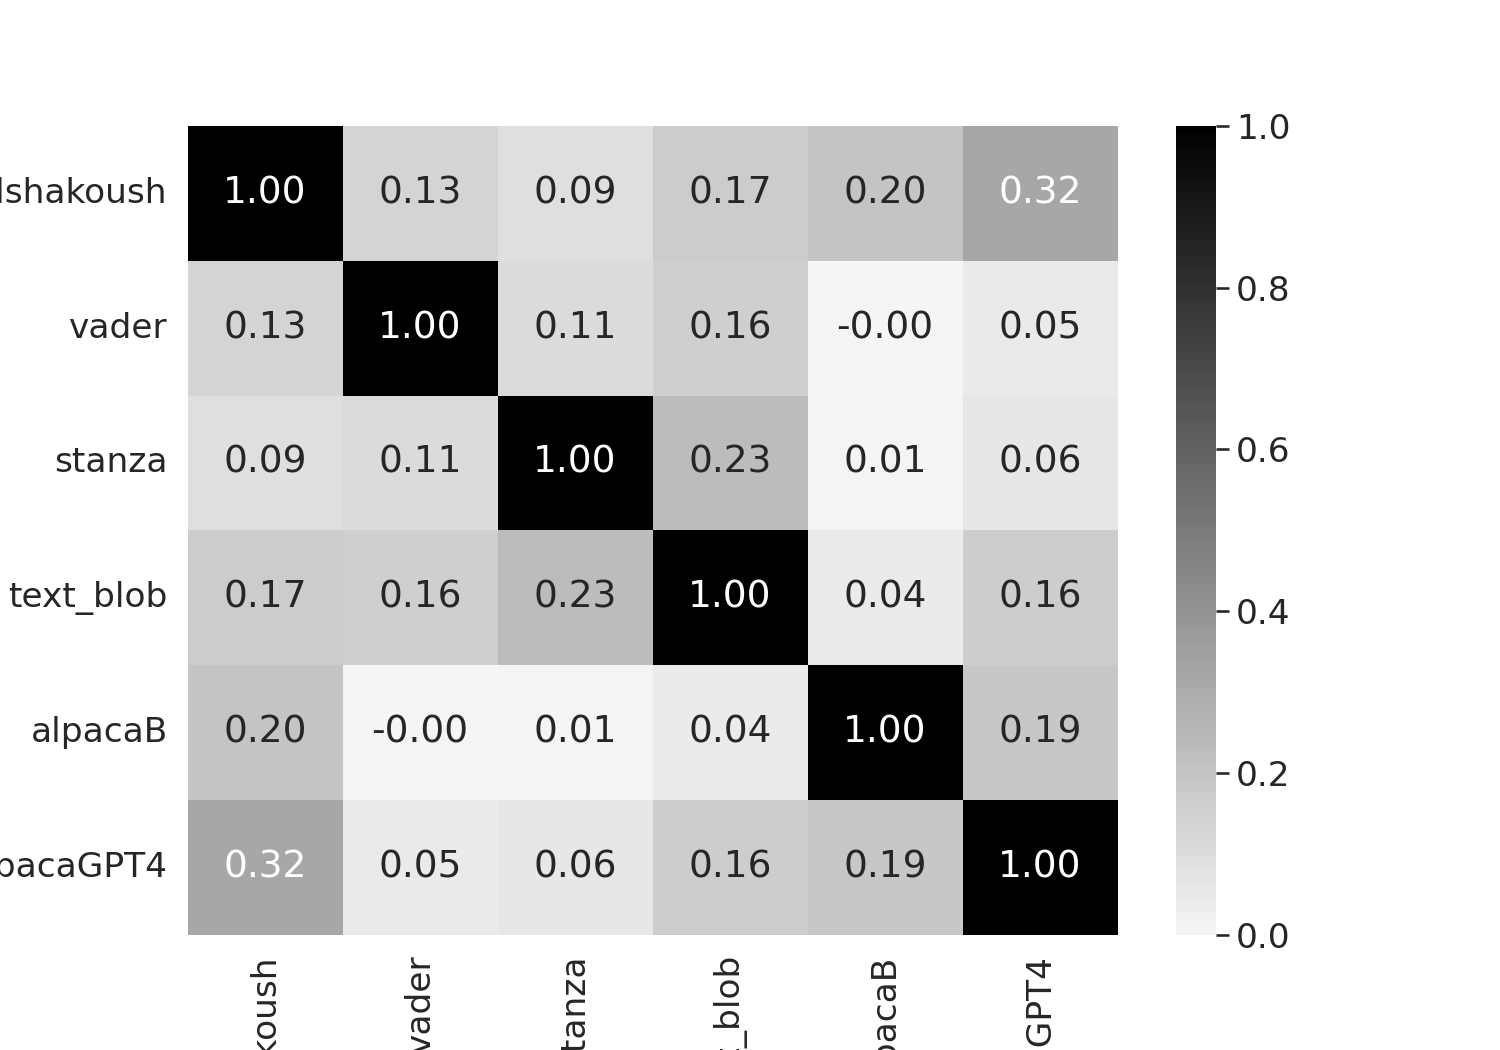 1.0
lshakoush 1.00 0.13 0.09 0.17 0.20 0.32
0.8
vader 0.13 1.00 0.11 0.16 -0.00 0.05
stanza 0.09 0.11 1.00 0.23 0.01 0.06
0.6
text_blob 0.17 0.16 0.23 1.00 0.04 0.16
0.4
alpacaB 0.20 -0.00 0.01 0.04 1.00 0.19
0.2
pacaGPT4 0.32 0.05 0.06 0.16 0.19 1.00
0.0
koush vader tanza t_blob pacaB GPT4